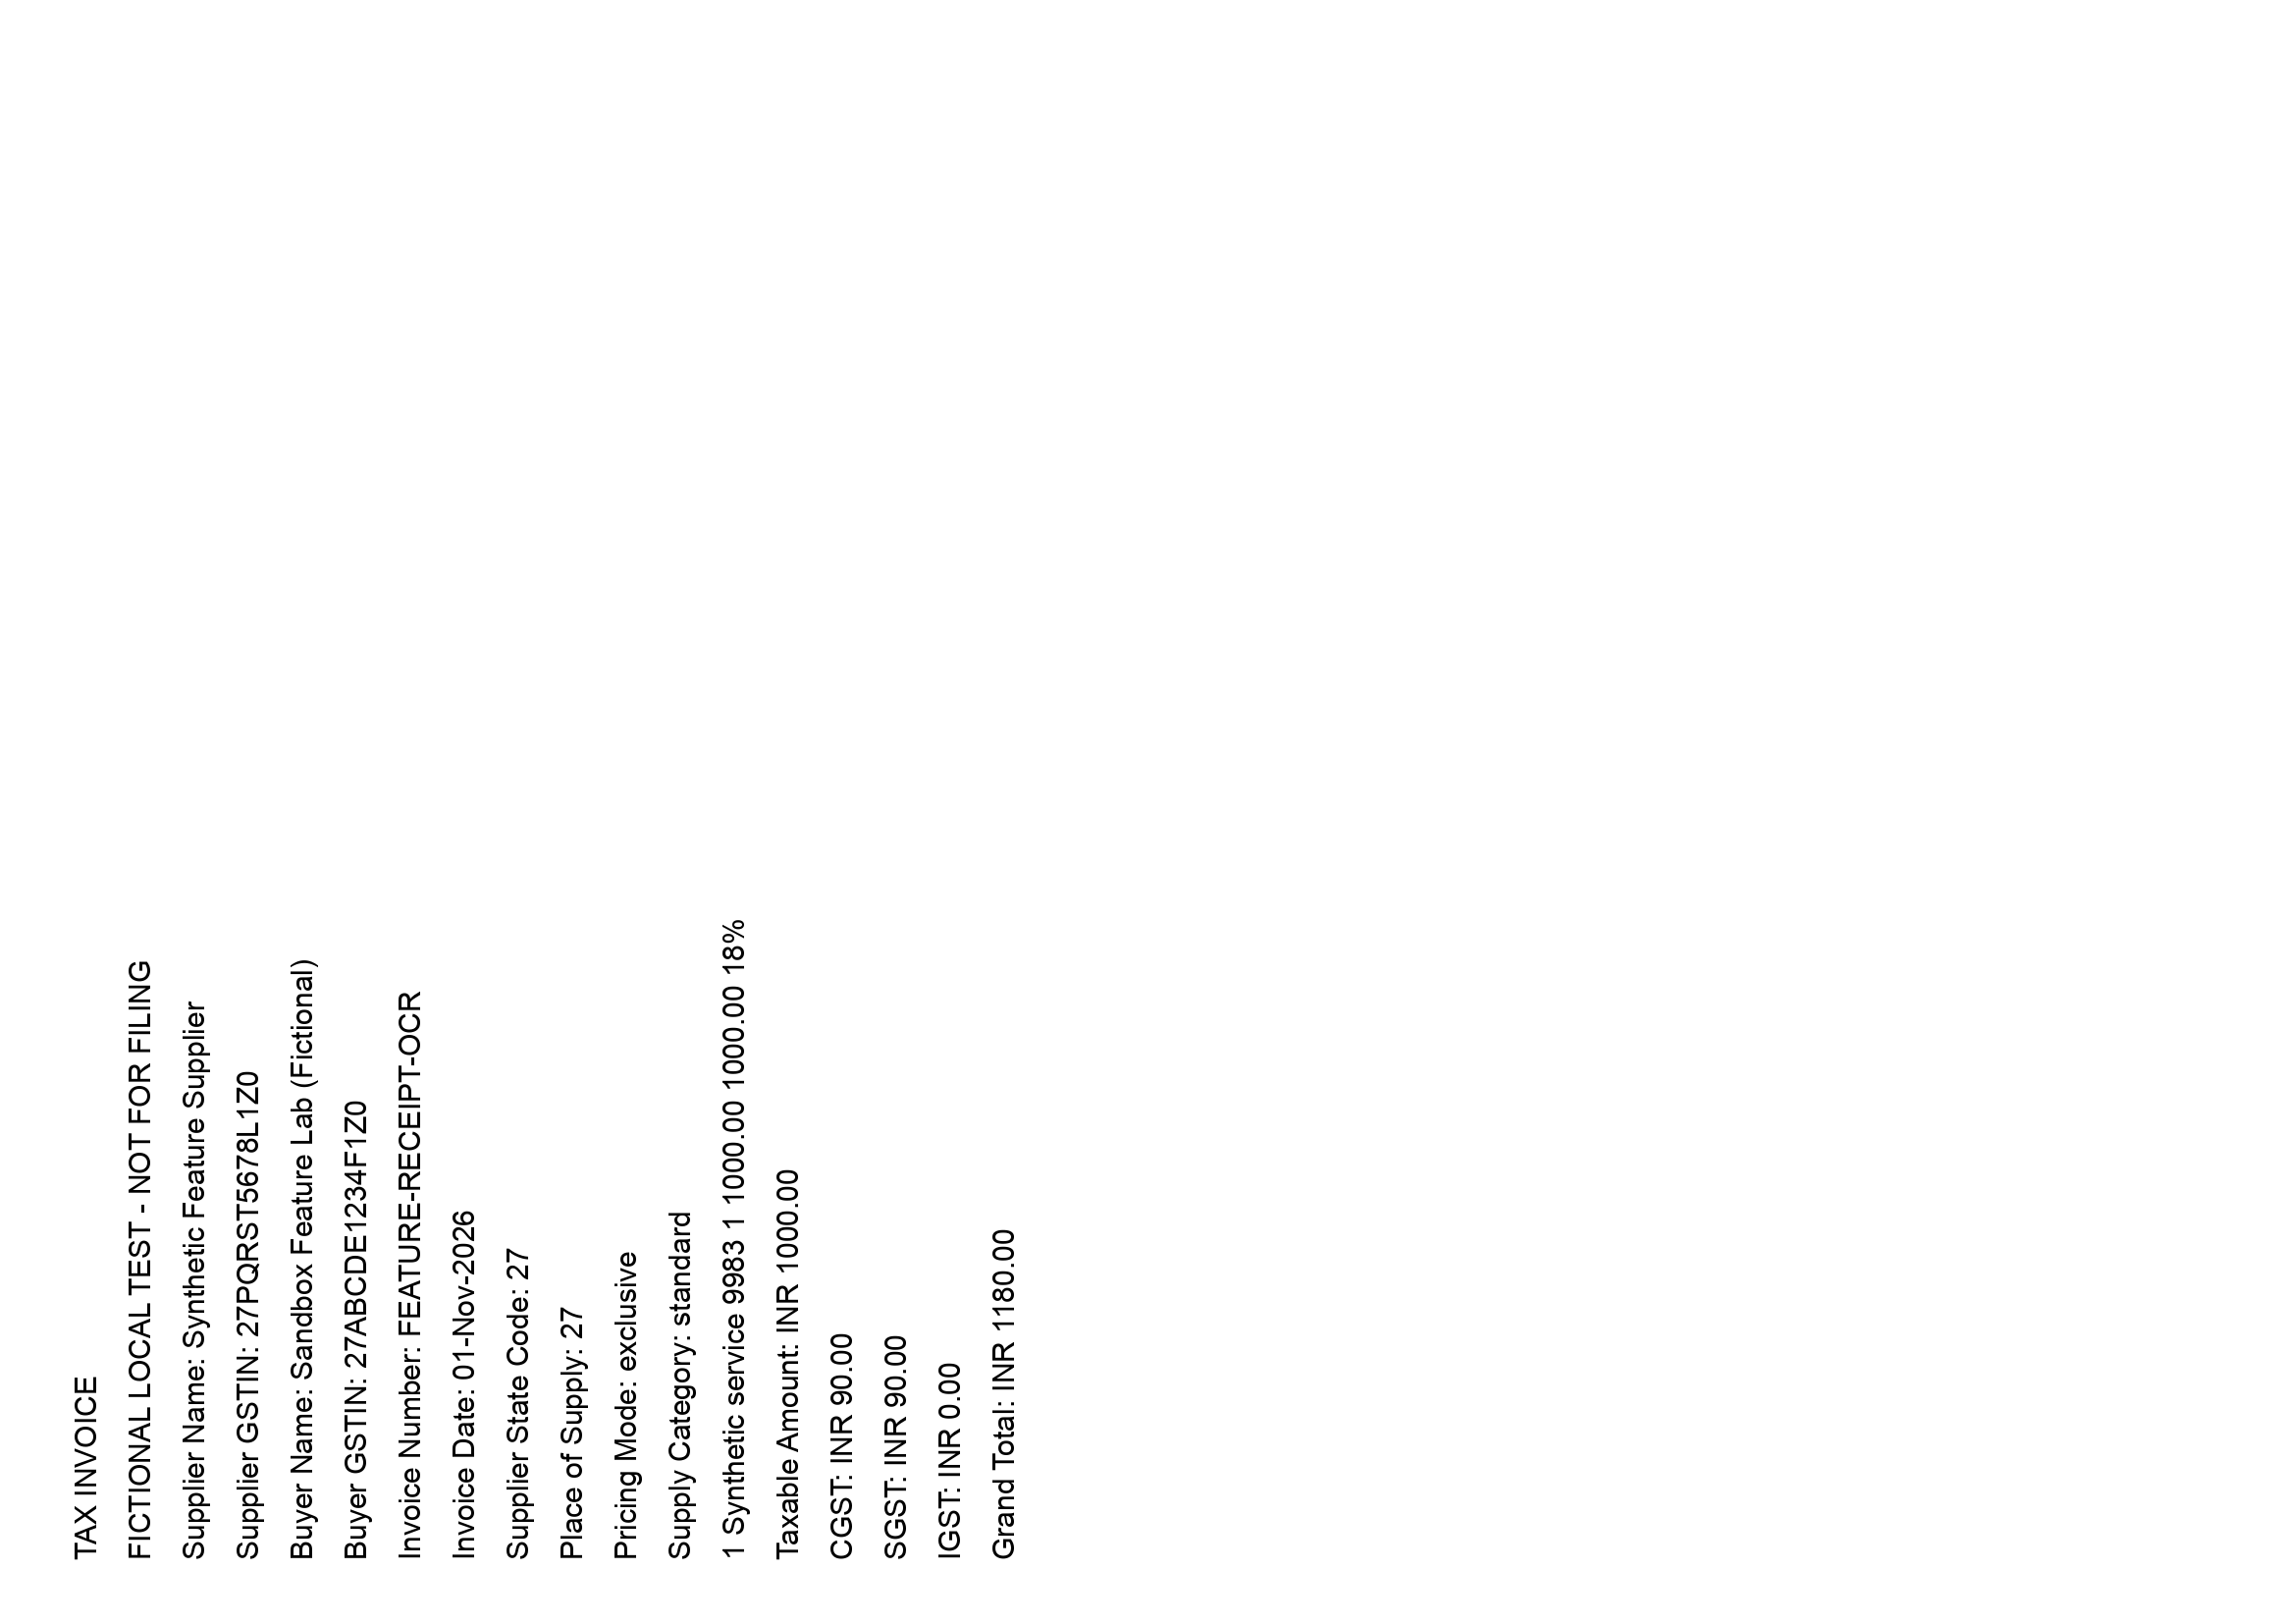 TAX INVOICE
FICTIONAL LOCAL TEST - NOT FOR FILING
Supplier Name: Synthetic Feature Supplier
Supplier GSTIN: 27PQRST5678L1Z0
Buyer Name: Sandbox Feature Lab (Fictional)
Buyer GSTIN: 27ABCDE1234F1Z0
Invoice Number: FEATURE-RECEIPT-OCR
Invoice Date: 01-Nov-2026
Supplier State Code: 27
Place of Supply: 27
Pricing Mode: exclusive
Supply Category: standard
1 Synthetic service 9983 1 1000.00 1000.00 18%
Taxable Amount: INR 1000.00
CGST: INR 90.00
SGST: INR 90.00
IGST: INR 0.00
Grand Total: INR 1180.00